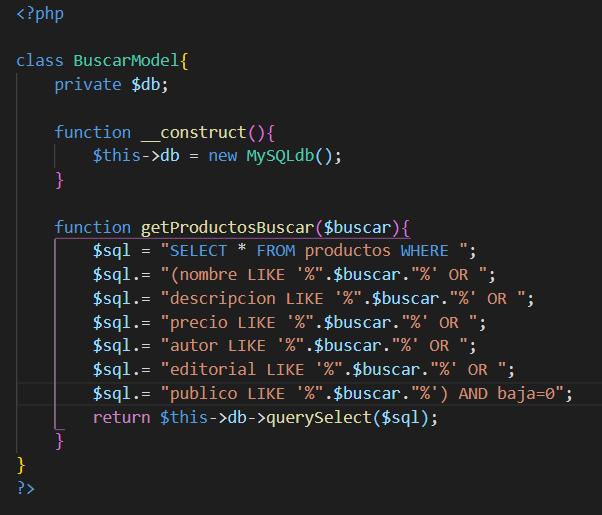 <?php
class BuscarModel{
private $db;
function __construct(){
$this->db = new MySQLdb();
}
function getProductosBuscar($buscar){
$sql = "SELECT * FROM productos WHERE ";
$sql.= "(nombre LIKE '%".$buscar."%' OR ";
$sql.= "descripcion LIKE '%".$buscar."%' OR ";
$sql.= "precio LIKE '%".$buscar."%' OR ";
$sql.= "autor LIKE '%".$buscar."%' OR ";
$sql.= "editorial LIKE '%".$buscar."%' OR ";
$sql.= "publico LIKE '%".$buscar."%') AND baja=0";
return $this->db->querySelect($sql);
}
}
?>